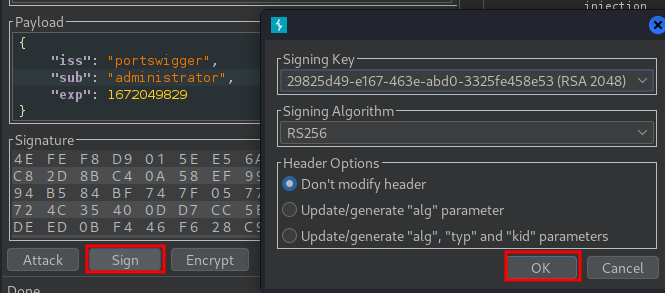 injection
Payload
{
"iss": "portswigger",
"sub": "administrator",
"exp": 1672049829
}
Signature
4E FE F8 D9 01 5E E5 6A
C8 2D 8B C4 0A 58 EF 99
94 B5 84 BF 74 7F 05 77
72 4C 35 40 0D D7 CC 5E
DE ED 0B F4 46 F6 28 C9
Attack
Sign
Encrypt
Done
Signing Key
29825d49-e167-463e-abd0-3325fe458e53 (RSA 2048)
Signing Algorithm
RS256
Header Options
Don't modify header
Update/generate "alg" parameter
Update/generate "alg", "typ" and "kid" parameters
OK
Cancel